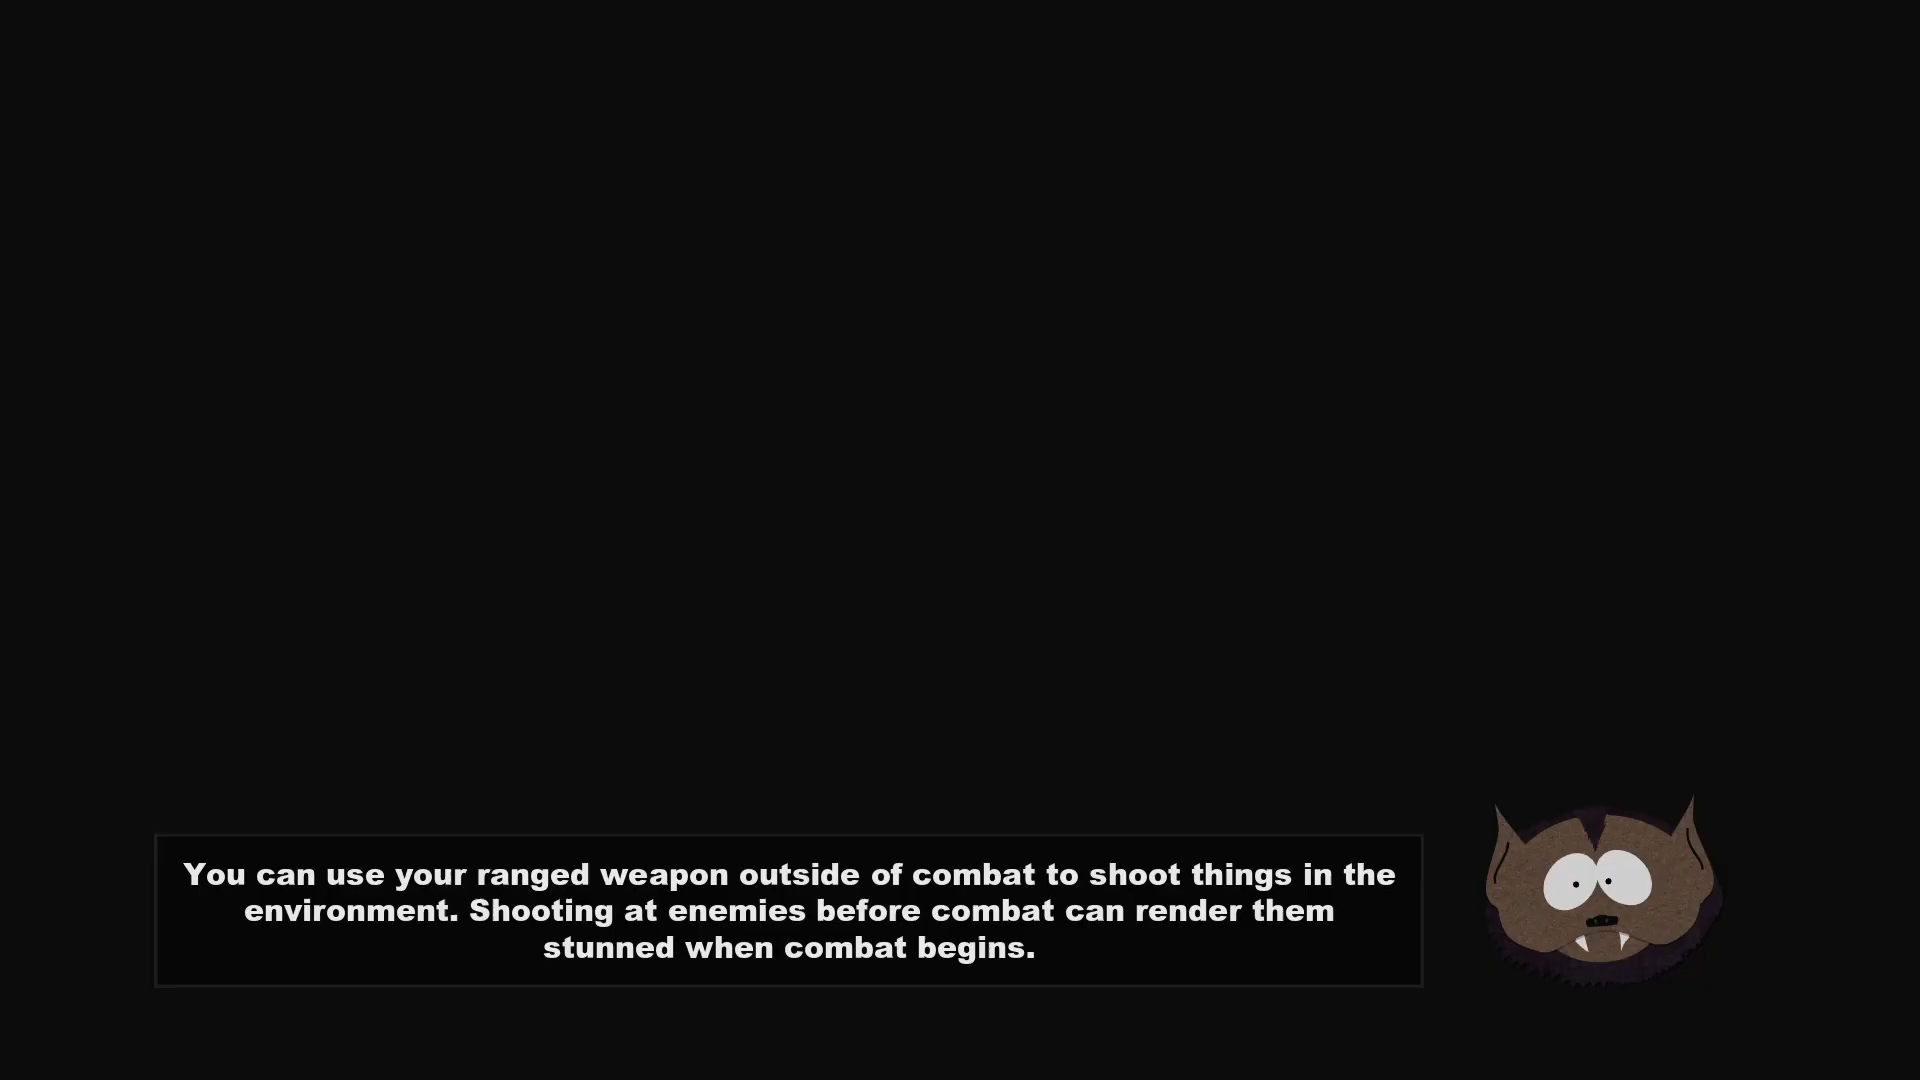 You can use your ranged weapon outside of combat to shoot things in the
environment. Shooting at enemies before combat can render them
stunned when combat begins.